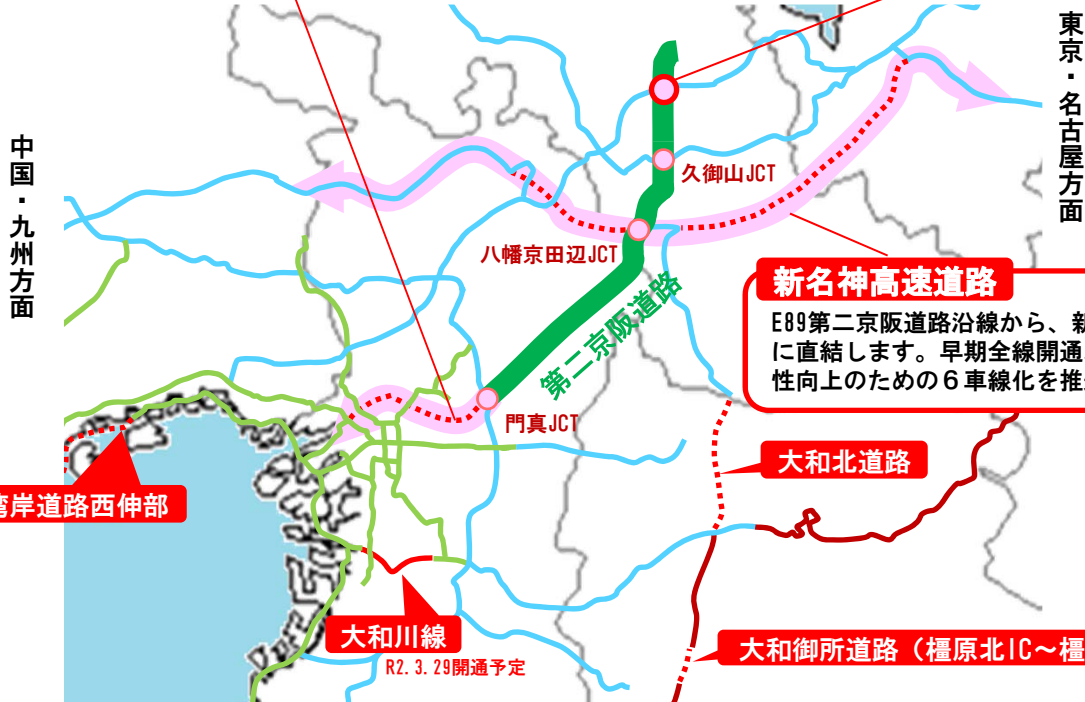 東京・名古屋方面
中国・九州方面
久御山JCT
八幡京田辺JCT
新名神高速道路
E89第二京阪道路沿線から、新
に直結します。早期全線開通
性向上のための６車線化を推
第二京阪道路
門真JCT
大和北道路
湾岸道路西伸部
大和川線
R2.3.29開通予定
大和御所道路（橿原北IC～橿